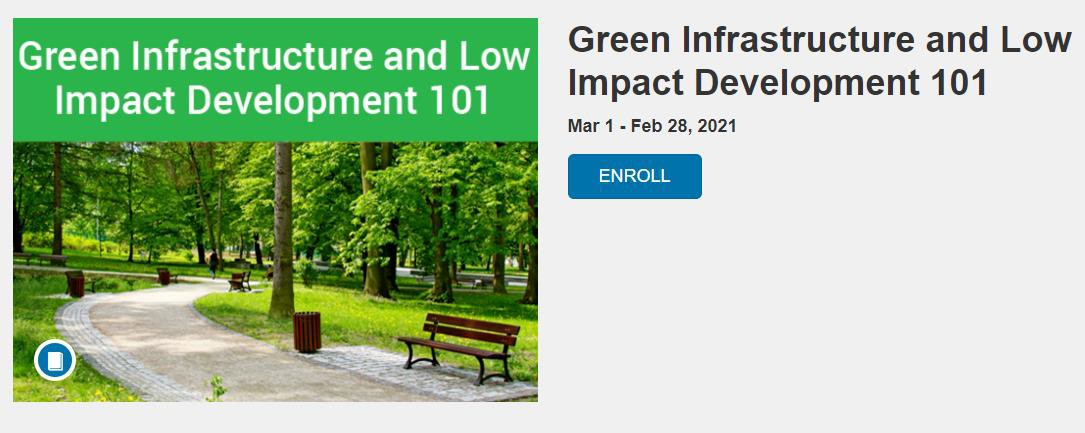 Green Infrastructure and Low
Impact Development 101
Green Infrastructure and Low
Impact Development 101
Mar 1 - Feb 28, 2021
ENROLL